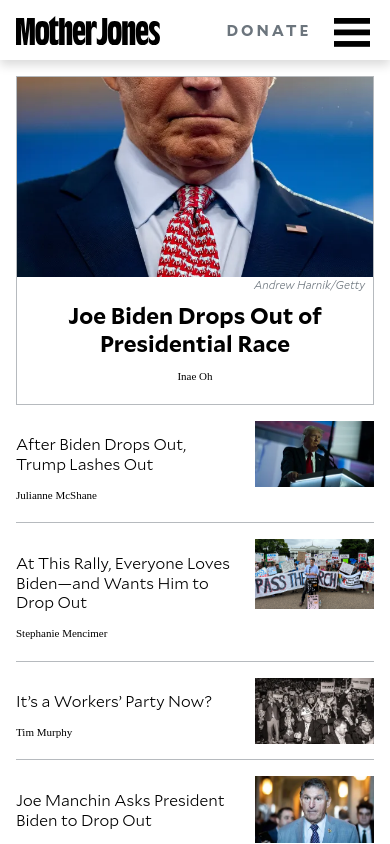 Mother Jones
DONATE
Andrew Harnik/Getty
Joe Biden Drops Out of
Presidential Race
Inae Oh
After Biden Drops Out,
Trump Lashes Out
Julianne McShane
At This Rally, Everyone Loves
Biden—and Wants Him to
Drop Out
Stephanie Mencimer
PASS THE
It’s a Workers’ Party Now?
Tim Murphy
Joe Manchin Asks President
Biden to Drop Out